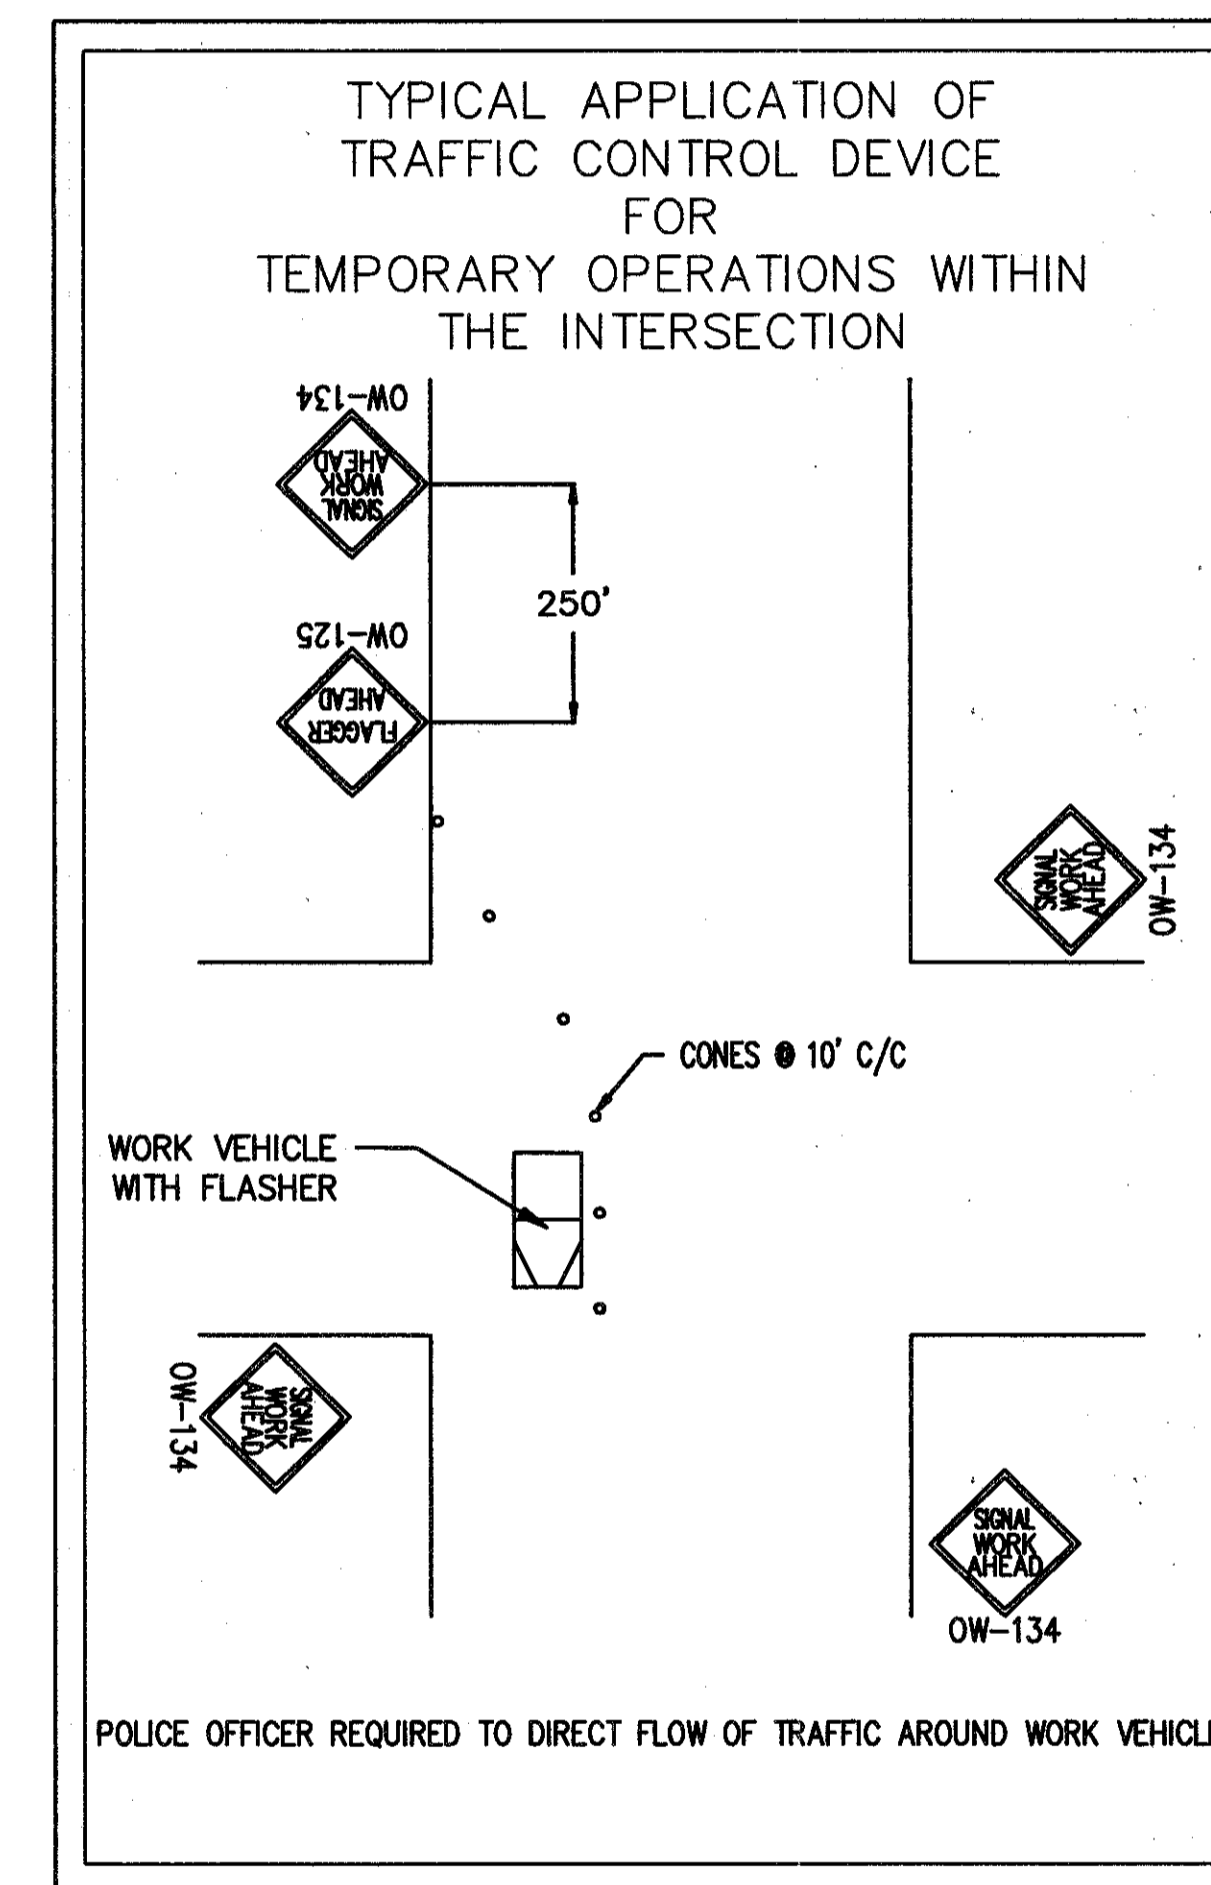 TYPICAL APPLICATION OF
TRAFFIC CONTROL DEVICE
FOR
TEMPORARY OPERATIONS WITHIN
THE INTERSECTION
OW-134
SIGNAL
WORK
AHEAD
250'
OW-125
FLAGGER
AHEAD
SIGNAL
WORK
AHEAD
OW-134
CONES @ 10' C/C
WORK VEHICLE
WITH FLASHER
OW-134
SIGNAL
WORK
AHEAD
SIGNAL
WORK
AHEAD
OW-134
POLICE OFFICER REQUIRED TO DIRECT FLOW OF TRAFFIC AROUND WORK VEHICLE